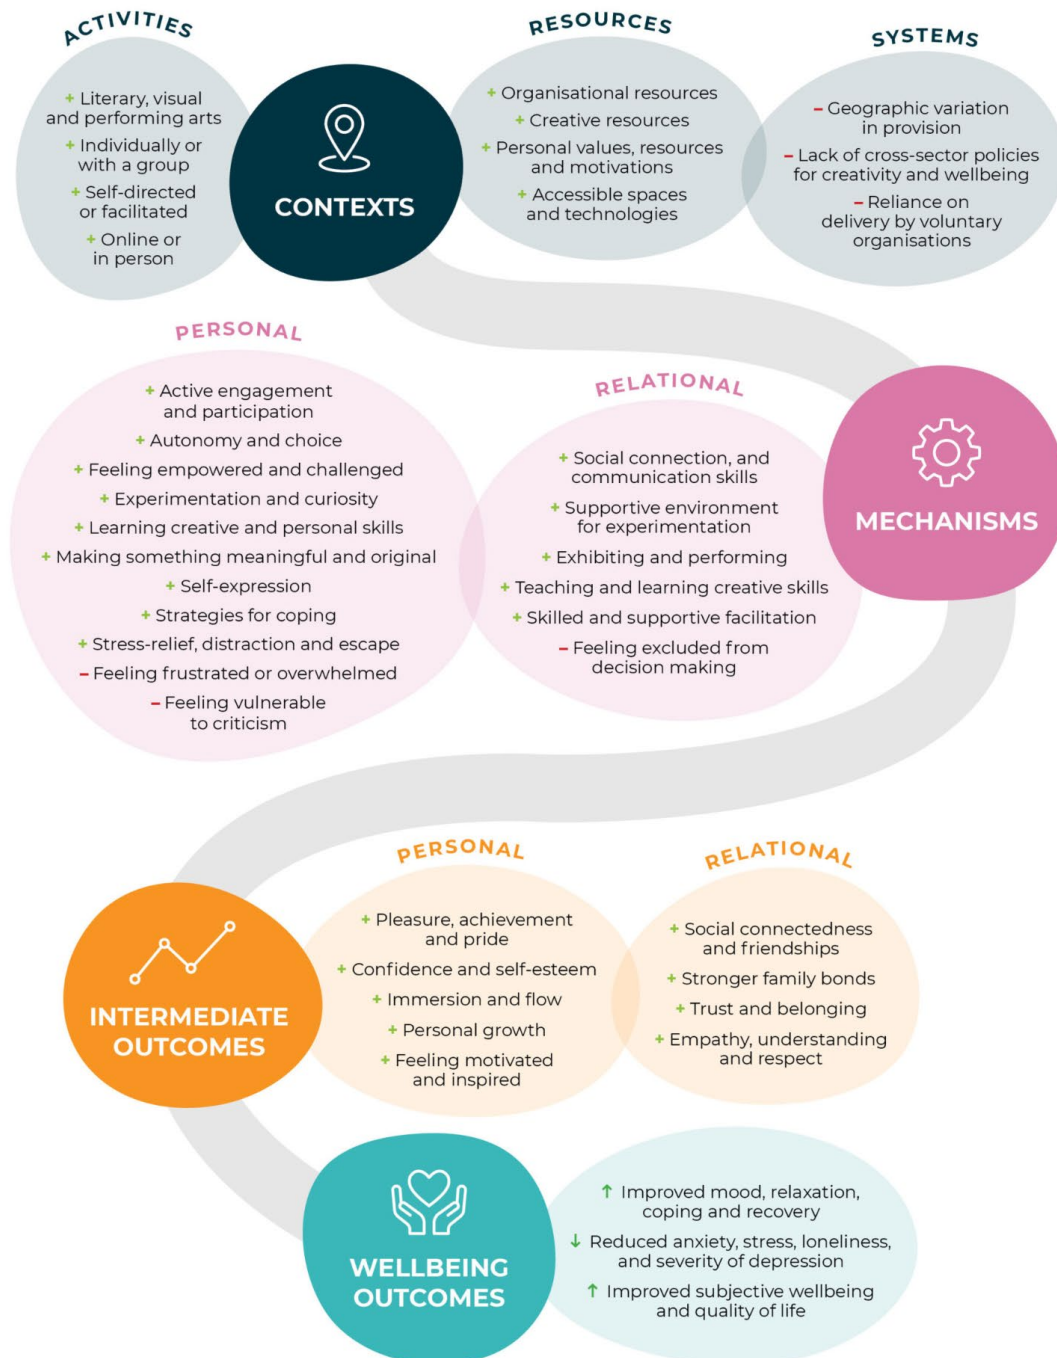 ACTIVITIES
+ Literary, visual
and performing arts
+ Individually or
with a group
+ Self-directed
or facilitated
+ Online or
in person
CONTEXTS
RESOURCES
+ Organisational resources
+ Creative resources
+ Personal values, resources
and motivations
+ Accessible spaces
and technologies
SYSTEMS
– Geographic variation
in provision
– Lack of cross-sector policies
for creativity and wellbeing
– Reliance on
delivery by voluntary
organisations
PERSONAL
+ Active engagement
and participation
+ Autonomy and choice
+ Feeling empowered and challenged
+ Experimentation and curiosity
+ Learning creative and personal skills
+ Making something meaningful and original
+ Self-expression
+ Strategies for coping
+ Stress-relief, distraction and escape
– Feeling frustrated or overwhelmed
– Feeling vulnerable
to criticism
RELATIONAL
+ Social connection, and
communication skills
+ Supportive environment
for experimentation
+ Exhibiting and performing
+ Teaching and learning creative skills
+ Skilled and supportive facilitation
– Feeling excluded from
decision making
MECHANISMS
INTERMEDIATE
OUTCOMES
PERSONAL
+ Pleasure, achievement
and pride
+ Confidence and self-esteem
+ Immersion and flow
+ Personal growth
+ Feeling motivated
and inspired
RELATIONAL
+ Social connectedness
and friendships
+ Stronger family bonds
+ Trust and belonging
+ Empathy, understanding
and respect
WELLBEING
OUTCOMES
↑ Improved mood, relaxation,
coping and recovery
↓ Reduced anxiety, stress, loneliness,
and severity of depression
↑ Improved subjective wellbeing
and quality of life